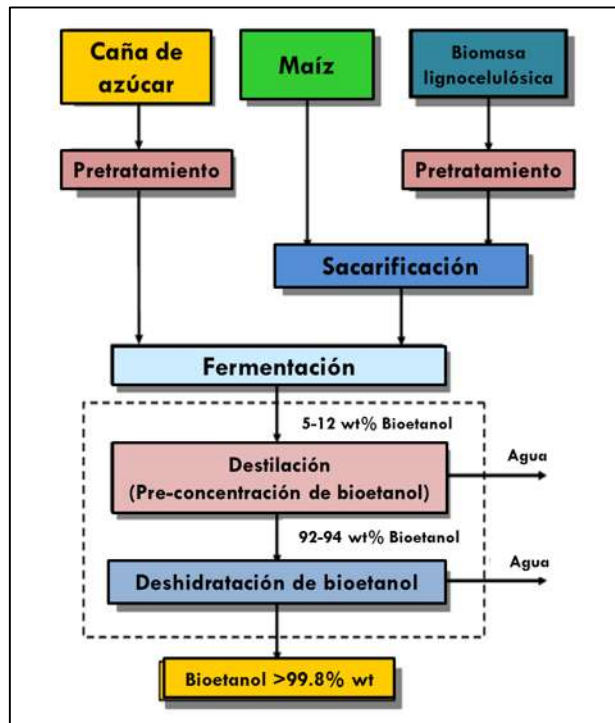 Caña de
azúcar
Maíz
Biomasa
lignocelulósica
Pretratamiento
Pretratamiento
Sacarificación
Fermentación
5-12 wt% Bioetanol
Destilación
(Pre-concentración de bioetanol)
Agua
92-94 wt% Bioetanol
Deshidratación de bioetanol
Agua
Bioetanol >99.8% wt